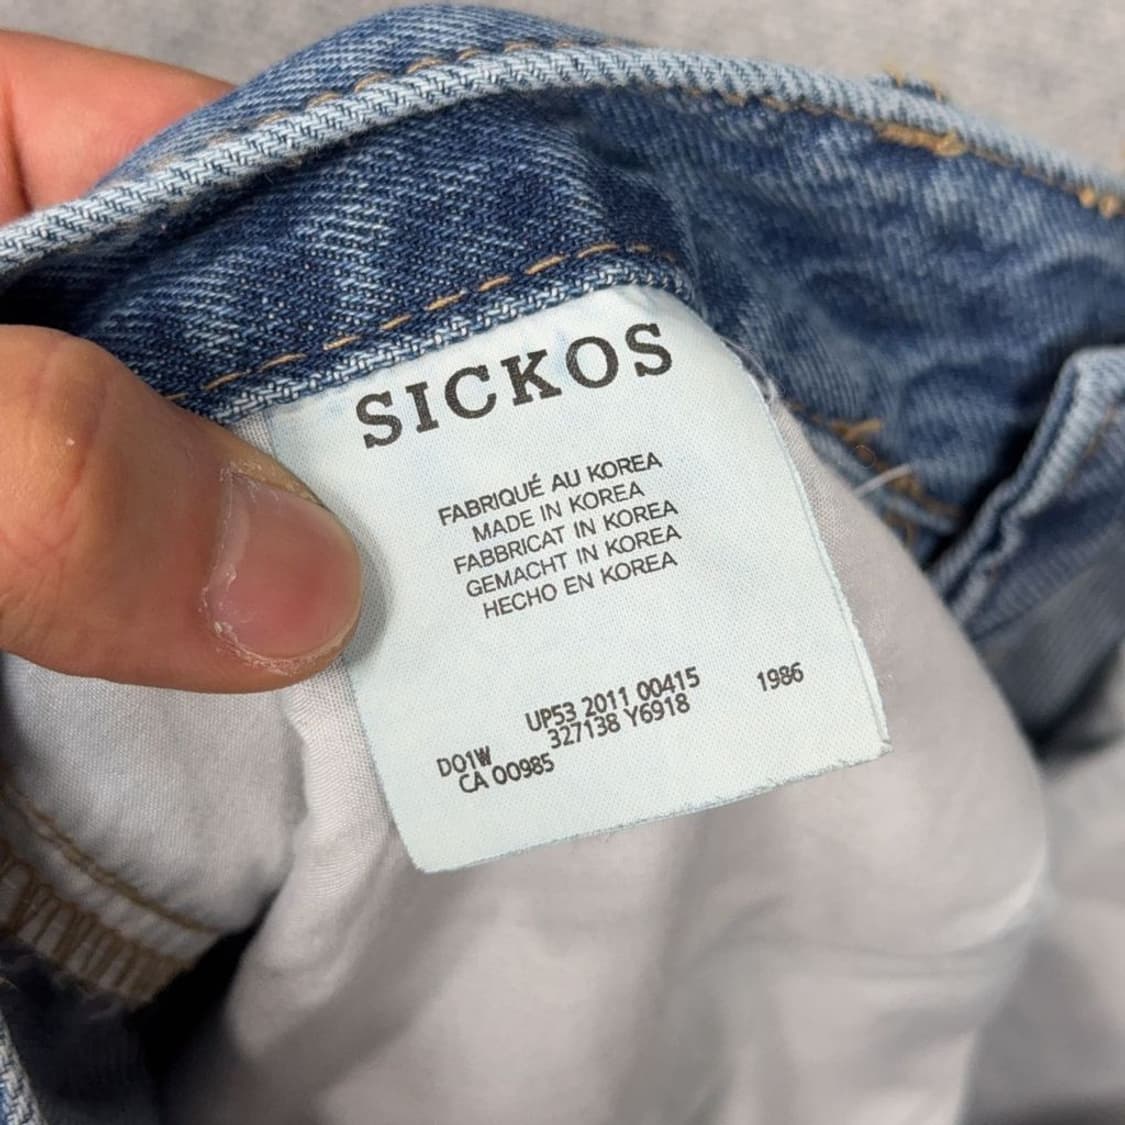 SICKOS
FABRIQUÉ AU KOREA
MADE IN KOREA
FABBRICAT IN KOREA
GEMACHT IN KOREA
HECHO EN KOREA
UP53 2011 00415 1986
327138 Y6918
DO1W
CA 00985